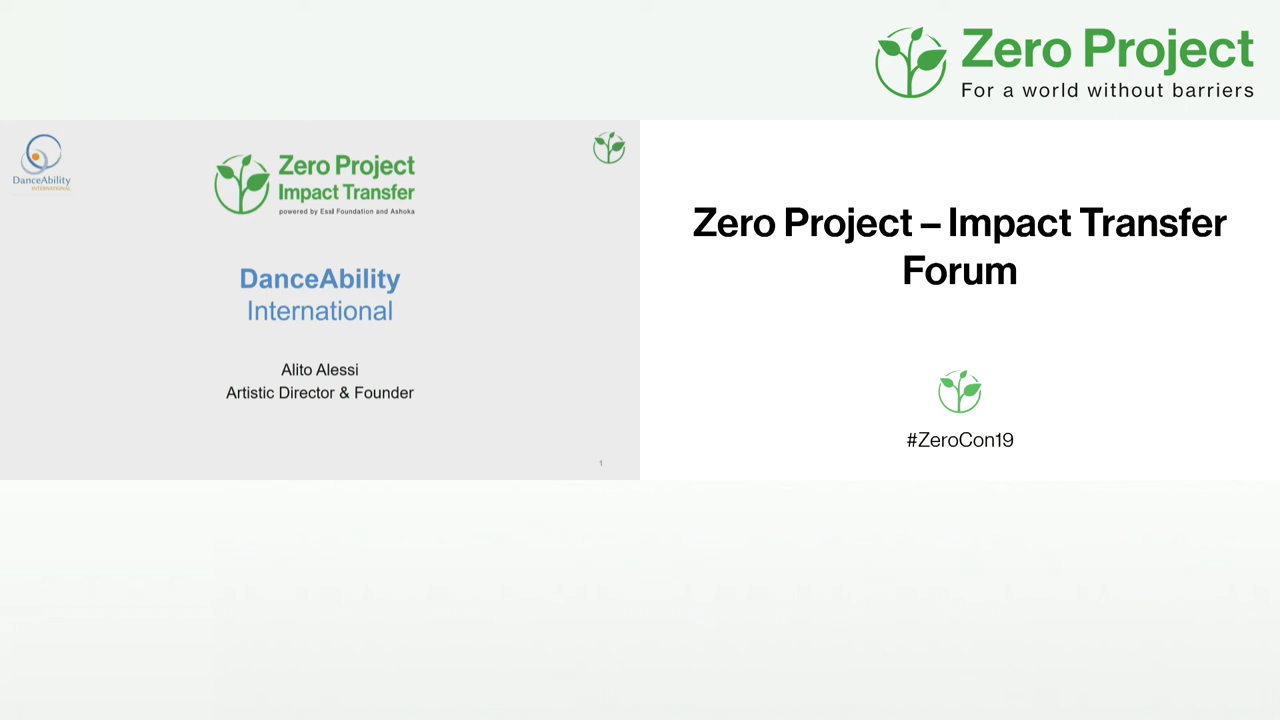 Zero Project
For a world without barriers
DanceAbility
INTERNATIONAL
Zero Project
Impact Transfer
powered by Essl Foundation and Ashoka
DanceAbility
International
Alito Alessi
Artistic Director & Founder
1
Zero Project – Impact Transfer
Forum
#ZeroCon19